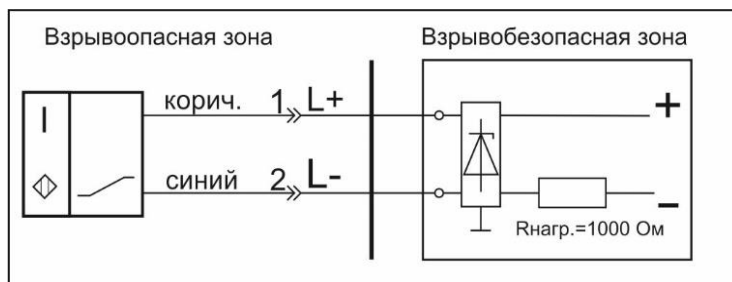 Взрывоопасная зона
Взрывобезопасная зона
I
корич. 1 L+
+
синий 2 L-
-
Rнагр.=1000 Ом